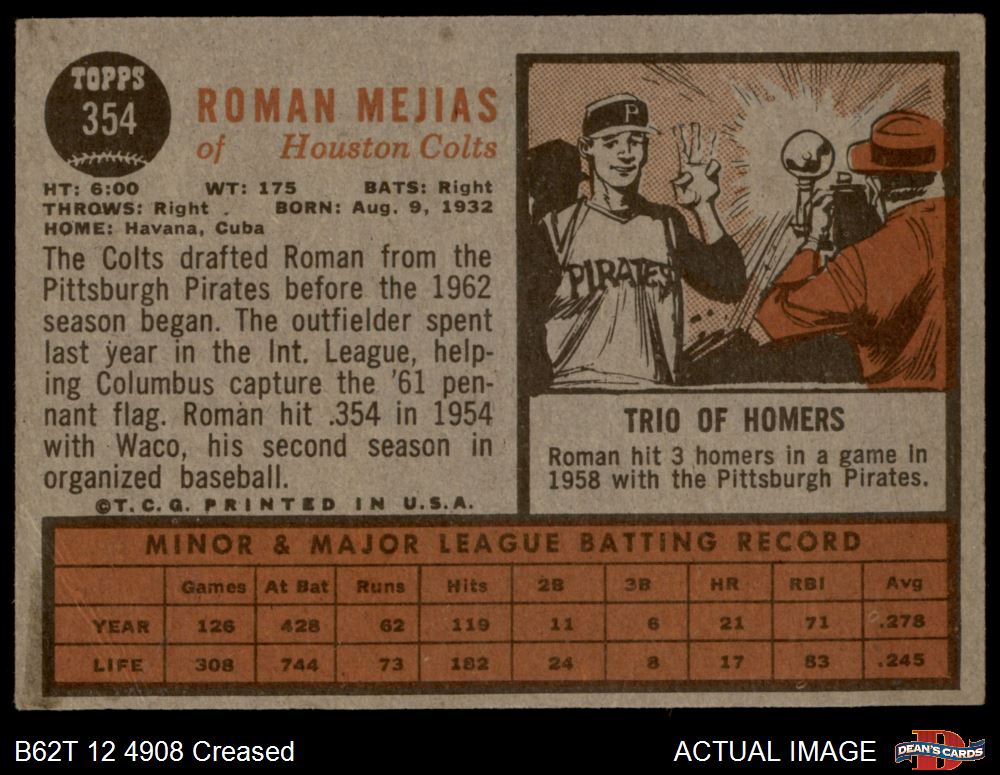 TOPPS
354
ROMAN MEJIAS
of Houston Colts
HT: 6:00 WT: 175 BATS: Right
THROWS: Right BORN: Aug. 9, 1932
HOME: Havana, Cuba
The Colts drafted Roman from the
Pittsburgh Pirates before the 1962
season began. The outfielder spent
last year in the Int. League, help-
ing Columbus capture the '61 pen-
nant flag. Roman hit .354 in 1954
with Waco, his second season in
organized baseball.
©T.C.G. PRINTED IN U.S.A.
P
PIRATES
TRIO OF HOMERS
Roman hit 3 homers in a game in
1958 with the Pittsburgh Pirates.
MINOR & MAJOR LEAGUE BATTING RECORD
Games At Bat Runs Hits 2B 3B HR RBI Avg
YEAR 126 428 62 119 11 6 21 71 .278
LIFE 308 744 73 182 24 8 17 83 .245
B62T 12 4908 Creased
ACTUAL IMAGE
D
DEAN'S CARDS